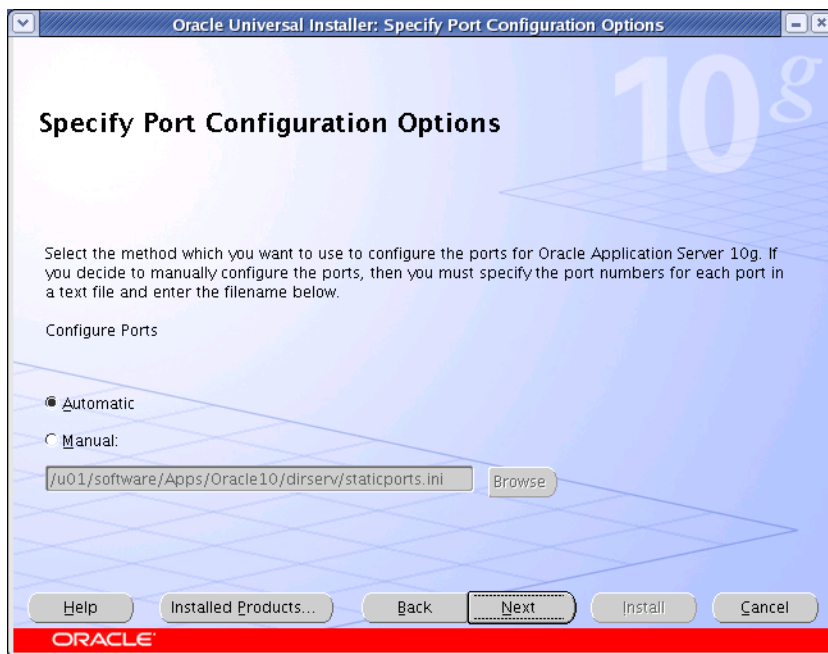 Oracle Universal Installer: Specify Port Configuration Options
10g
Specify Port Configuration Options
Select the method which you want to use to configure the ports for Oracle Application Server 10g. If
you decide to manually configure the ports, then you must specify the port numbers for each port in
a text file and enter the filename below.
Configure Ports
Automatic
Manual:
/u01/software/Apps/Oracle10/dirserv/staticports.ini Browse
Help Installed Products... Back Next Install Cancel
ORACLE